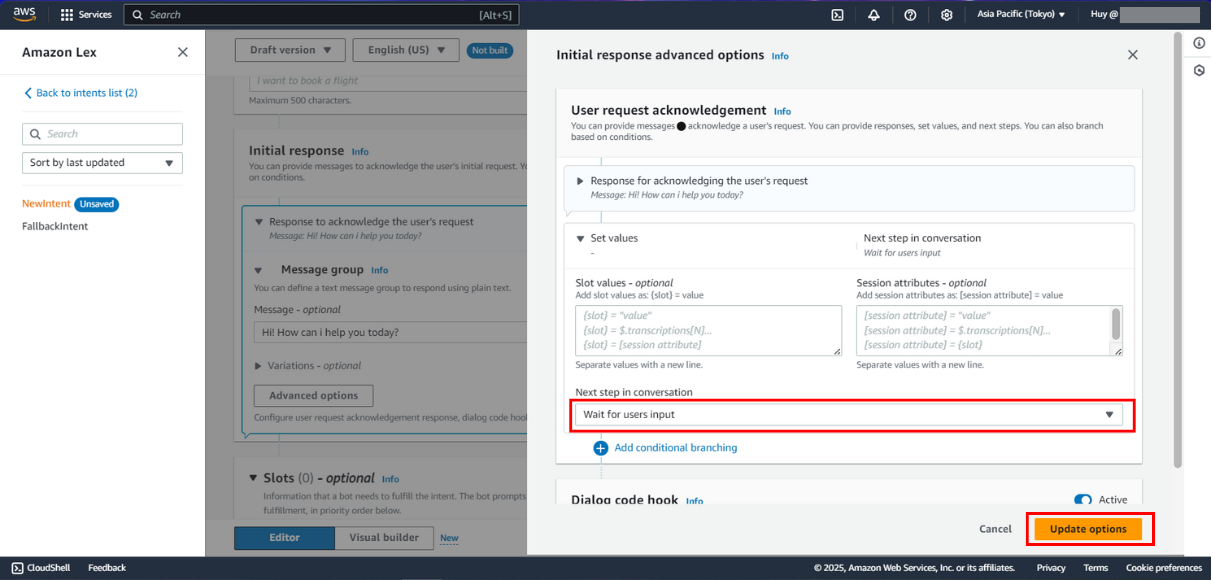 aws
Services
Search
[Alt+S]
Asia Pacific (Tokyo)
Huy @
Amazon Lex
Back to intents list (2)
Search
Sort by last updated
NewIntent Unsaved
FallbackIntent
Draft version
English (US)
Not built
I want to book a flight
Maximum 500 characters.
Initial response Info
You can provide messages to acknowledge the user's initial request. Y
on conditions.
Response to acknowledge the user's request
Message: Hi! How can i help you today?
Message group Info
You can define a text message group to respond using plain text.
Message - optional
Hi! How can i help you today?
Variations - optional
Advanced options
Configure user request acknowledgement response, dialog code hook
Slots (0) - optional Info
Information that a bot needs to fulfill the intent. The bot prompts
fulfillment, in priority order below.
Editor
Visual builder
New
Initial response advanced options Info
User request acknowledgement Info
You can provide messages acknowledge a user's request. You can provide responses, set values, and next steps. You can also branch
based on conditions.
Response for acknowledging the user's request
Message: Hi! How can i help you today?
Set values
-
Next step in conversation
Wait for users input
Slot values - optional
Add slot values as: {slot} = value
{slot} = "value"
{slot} = $.transcriptions[N]...
{slot} = [session attribute]
Separate values with a new line.
Session attributes - optional
Add session attributes as: [session attribute] = value
[session attribute] = "value"
[session attribute] = $.transcriptions[N]...
[session attribute] = {slot}
Separate values with a new line.
Next step in conversation
Wait for users input
Add conditional branching
Dialog code hook Info
Active
Cancel
Update options
CloudShell
Feedback
© 2025, Amazon Web Services, Inc. or its affiliates.
Privacy
Terms
Cookie preferences